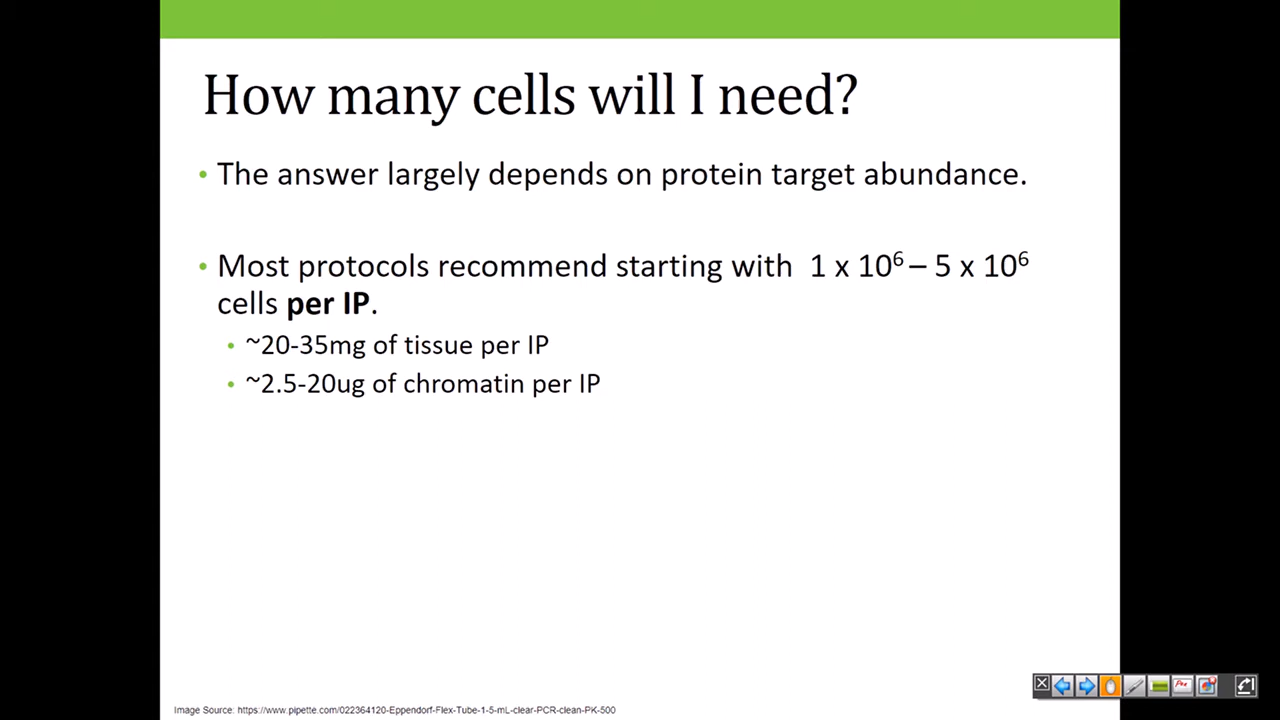 How many cells will I need?
• The answer largely depends on protein target abundance.
• Most protocols recommend starting with 1 x 10⁶ – 5 x 10⁶
cells per IP.
• ~20-35mg of tissue per IP
• ~2.5-20ug of chromatin per IP
Image Source: https://www.pipette.com/022364120-Eppendorf-Flex-Tube-1-5-mL-clear-PCR-clean-PK-500